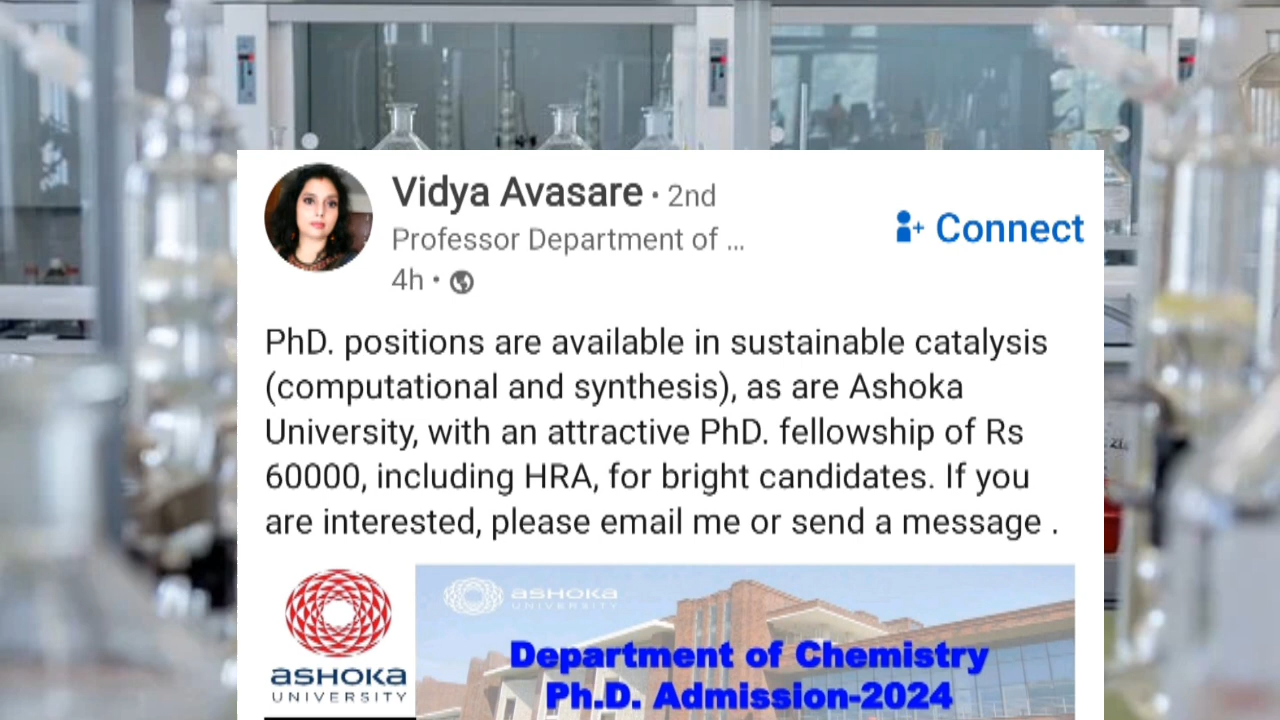 Vidya Avasare • 2nd
Professor Department of ...
4h •
Connect
PhD. positions are available in sustainable catalysis
(computational and synthesis), as are Ashoka
University, with an attractive PhD. fellowship of Rs
60000, including HRA, for bright candidates. If you
are interested, please email me or send a message .
ASHOKA
UNIVERSITY
ASHOKA
UNIVERSITY
Department of Chemistry
Ph.D. Admission-2024